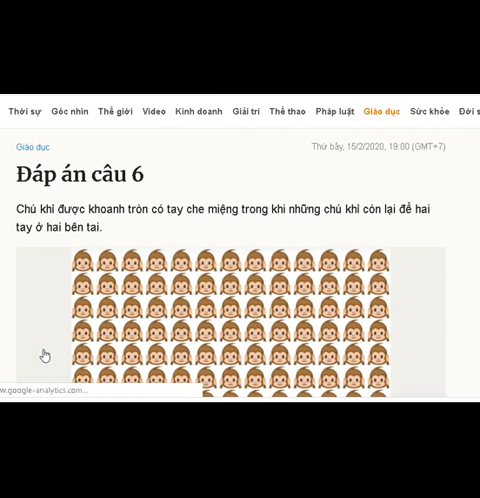 Thời sự Góc nhìn Thế giới Video Kinh doanh Giải trí Thể thao Pháp luật Giáo dục Sức khỏe Đời s
Giáo dục Thứ bảy, 15/2/2020, 19:00 (GMT+7)
Đáp án câu 6
Chú khỉ được khoanh tròn có tay che miệng trong khi những chú khỉ còn lại để hai
tay ở hai bên tai.
w.google-analytics.com...